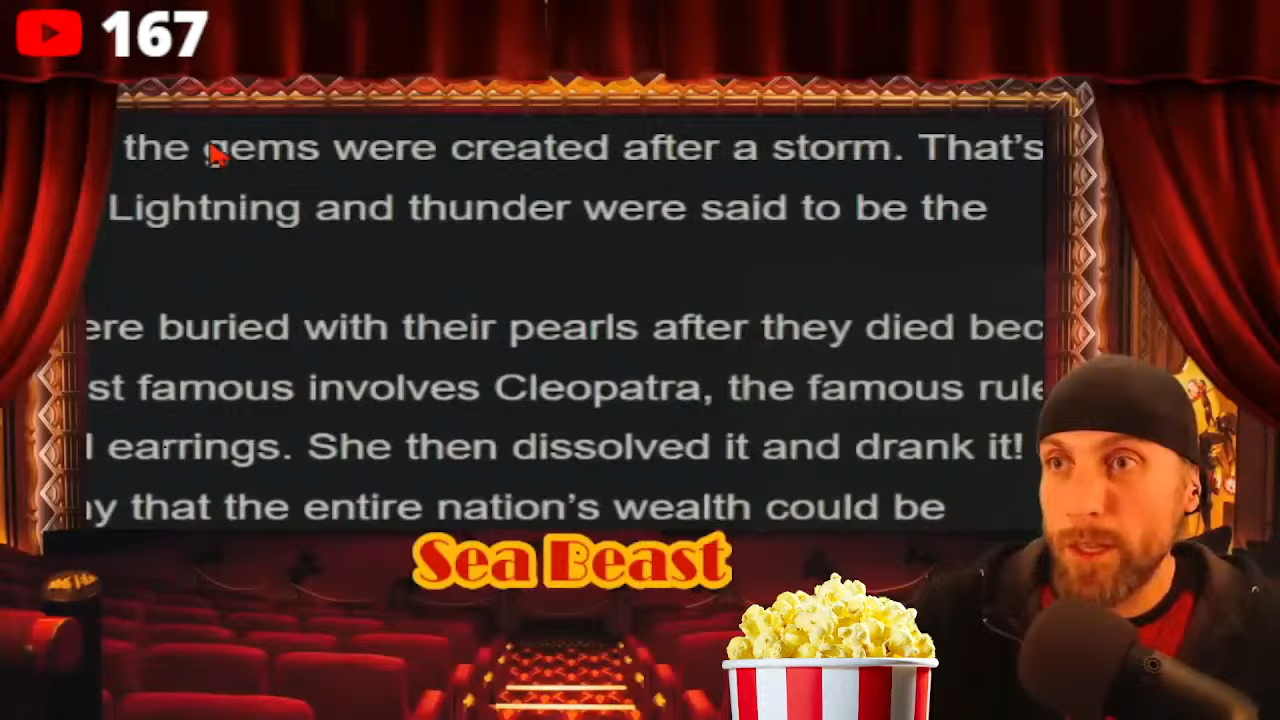 167
the gems were created after a storm. That's
Lightning and thunder were said to be the
ere buried with their pearls after they died bec
st famous involves Cleopatra, the famous rule
earrings. She then dissolved it and drank it!
y that the entire nation's wealth could be
Sea Beast